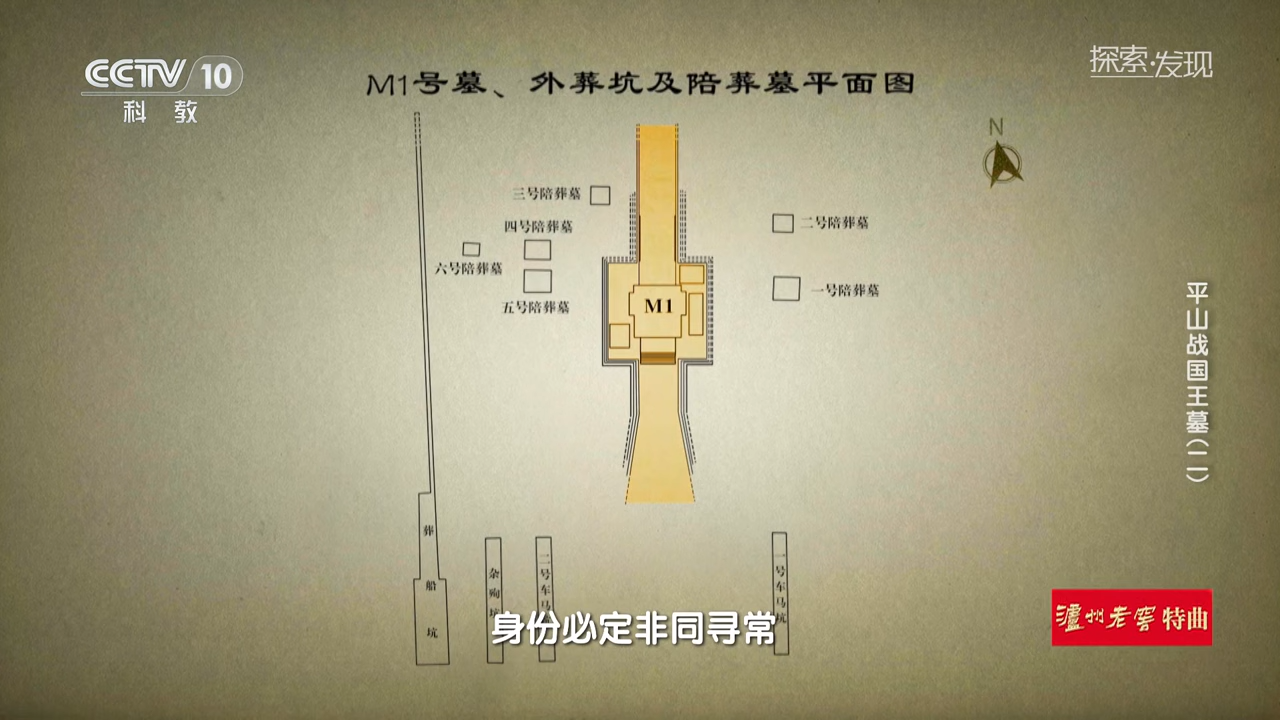 CCTV 10
科 教
探索·发现
M1号墓、外葬坑及陪葬墓平面图
N
三号陪葬墓
四号陪葬墓
六号陪葬墓
五号陪葬墓
二号陪葬墓
一号陪葬墓
M1
平山战国王墓(二)
葬船坑
杂殉坑
二号车马
一号车马坑
身份必定非同寻常
泸州老窖特曲